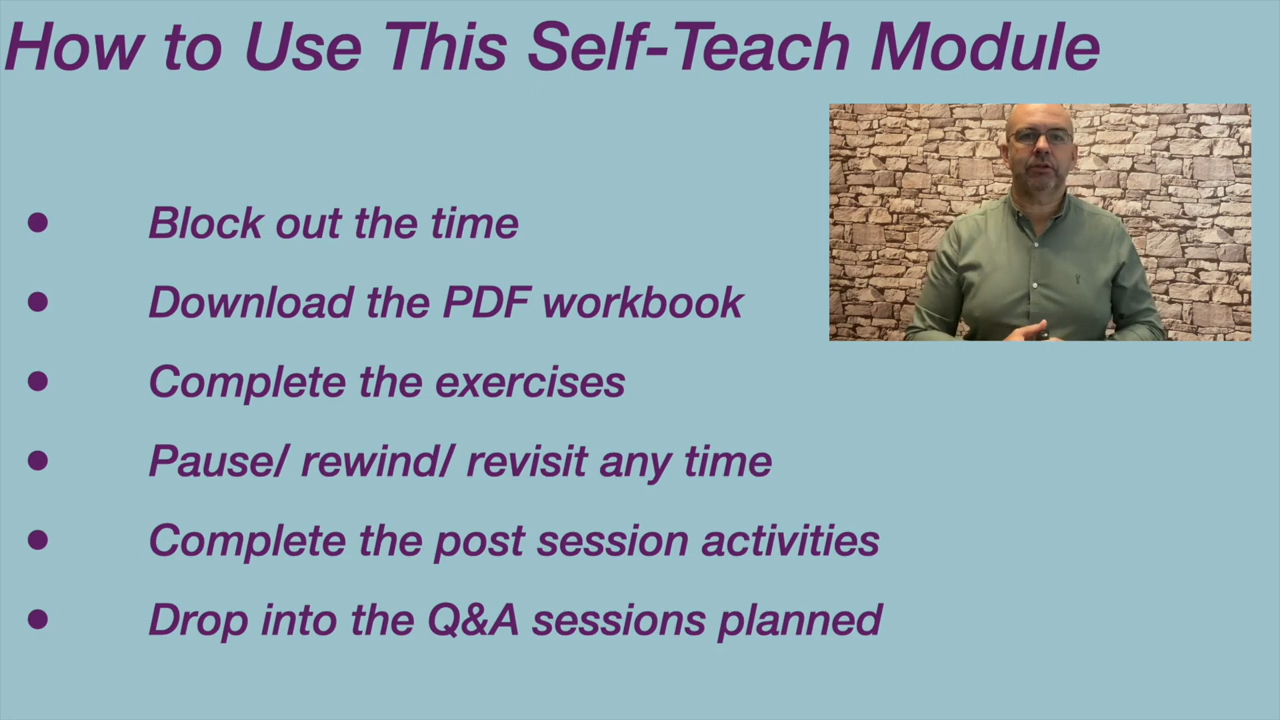 How to Use This Self-Teach Module
● Block out the time
● Download the PDF workbook
● Complete the exercises
● Pause/ rewind/ revisit any time
● Complete the post session activities
● Drop into the Q&A sessions planned